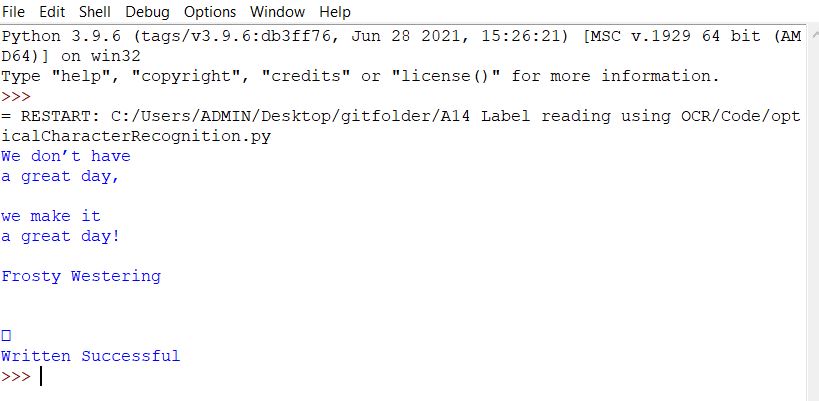 File Edit Shell Debug Options Window Help
Python 3.9.6 (tags/v3.9.6:db3ff76, Jun 28 2021, 15:26:21) [MSC v.1929 64 bit (AM
D64)] on win32
Type "help", "copyright", "credits" or "license()" for more information.
>>>
= RESTART: C:/Users/ADMIN/Desktop/gitfolder/A14 Label reading using OCR/Code/opt
icalCharacterRecognition.py
We don’t have
a great day,
we make it
a great day!
Frosty Westering
□
Written Successful
>>>